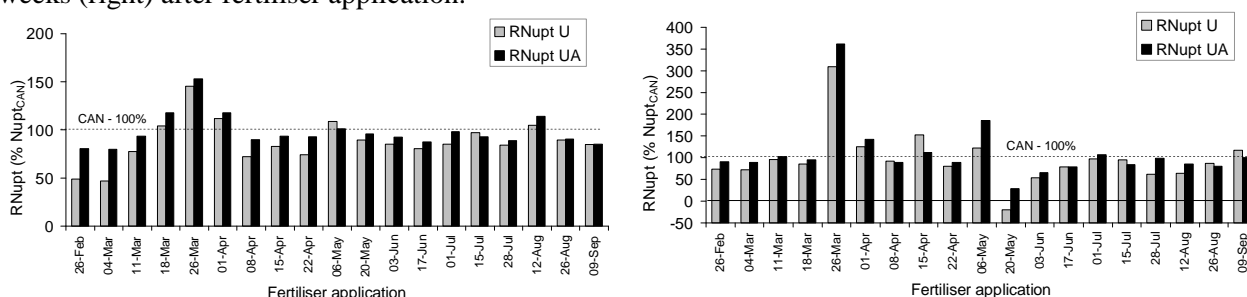 weeks (right) after fertiliser application.
RNupt U
RNupt UA
200
150
100
50
0
CAN - 100%
RNupt (% NuptCAN)
26-Feb
04-Mar
11-Mar
18-Mar
26-Mar
01-Apr
08-Apr
15-Apr
22-Apr
06-May
20-May
03-Jun
17-Jun
01-Jul
15-Jul
28-Jul
12-Aug
26-Aug
09-Sep
Fertiliser application
RNupt U
RNupt UA
400
350
300
250
200
150
100
50
0
-50
CAN - 100%
RNupt (% NuptCAN)
26-Feb
04-Mar
11-Mar
18-Mar
26-Mar
01-Apr
08-Apr
15-Apr
22-Apr
06-May
20-May
03-Jun
17-Jun
01-Jul
15-Jul
28-Jul
12-Aug
26-Aug
09-Sep
Fertiliser application